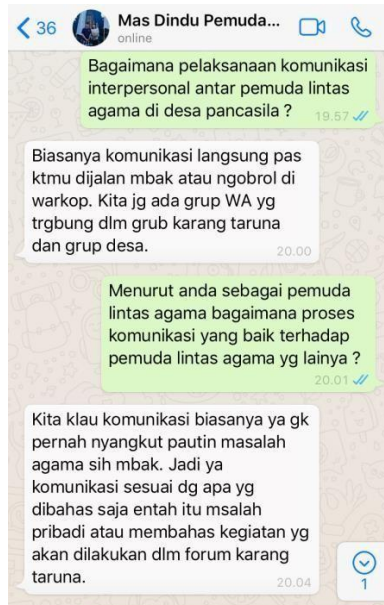 36
Mas Dindu Pemuda...
online
Bagaimana pelaksanaan komunikasi
interpersonal antar pemuda lintas
agama di desa pancasila ?
19.57
Biasanya komunikasi langsung pas
ktmu dijalan mbak atau ngobrol di
warkop. Kita jg ada grup WA yg
trgbung dlm grub karang taruna
dan grup desa.
20.00
Menurut anda sebagai pemuda
lintas agama bagaimana proses
komunikasi yang baik terhadap
pemuda lintas agama yg lainya ?
20.01
Kita klau komunikasi biasanya ya gk
pernah nyangkut pautin masalah
agama sih mbak. Jadi ya
komunikasi sesuai dg apa yg
dibahas saja entah itu msalah
pribadi atau membahas kegiatan yg
akan dilakukan dlm forum karang
taruna.
20.04
1